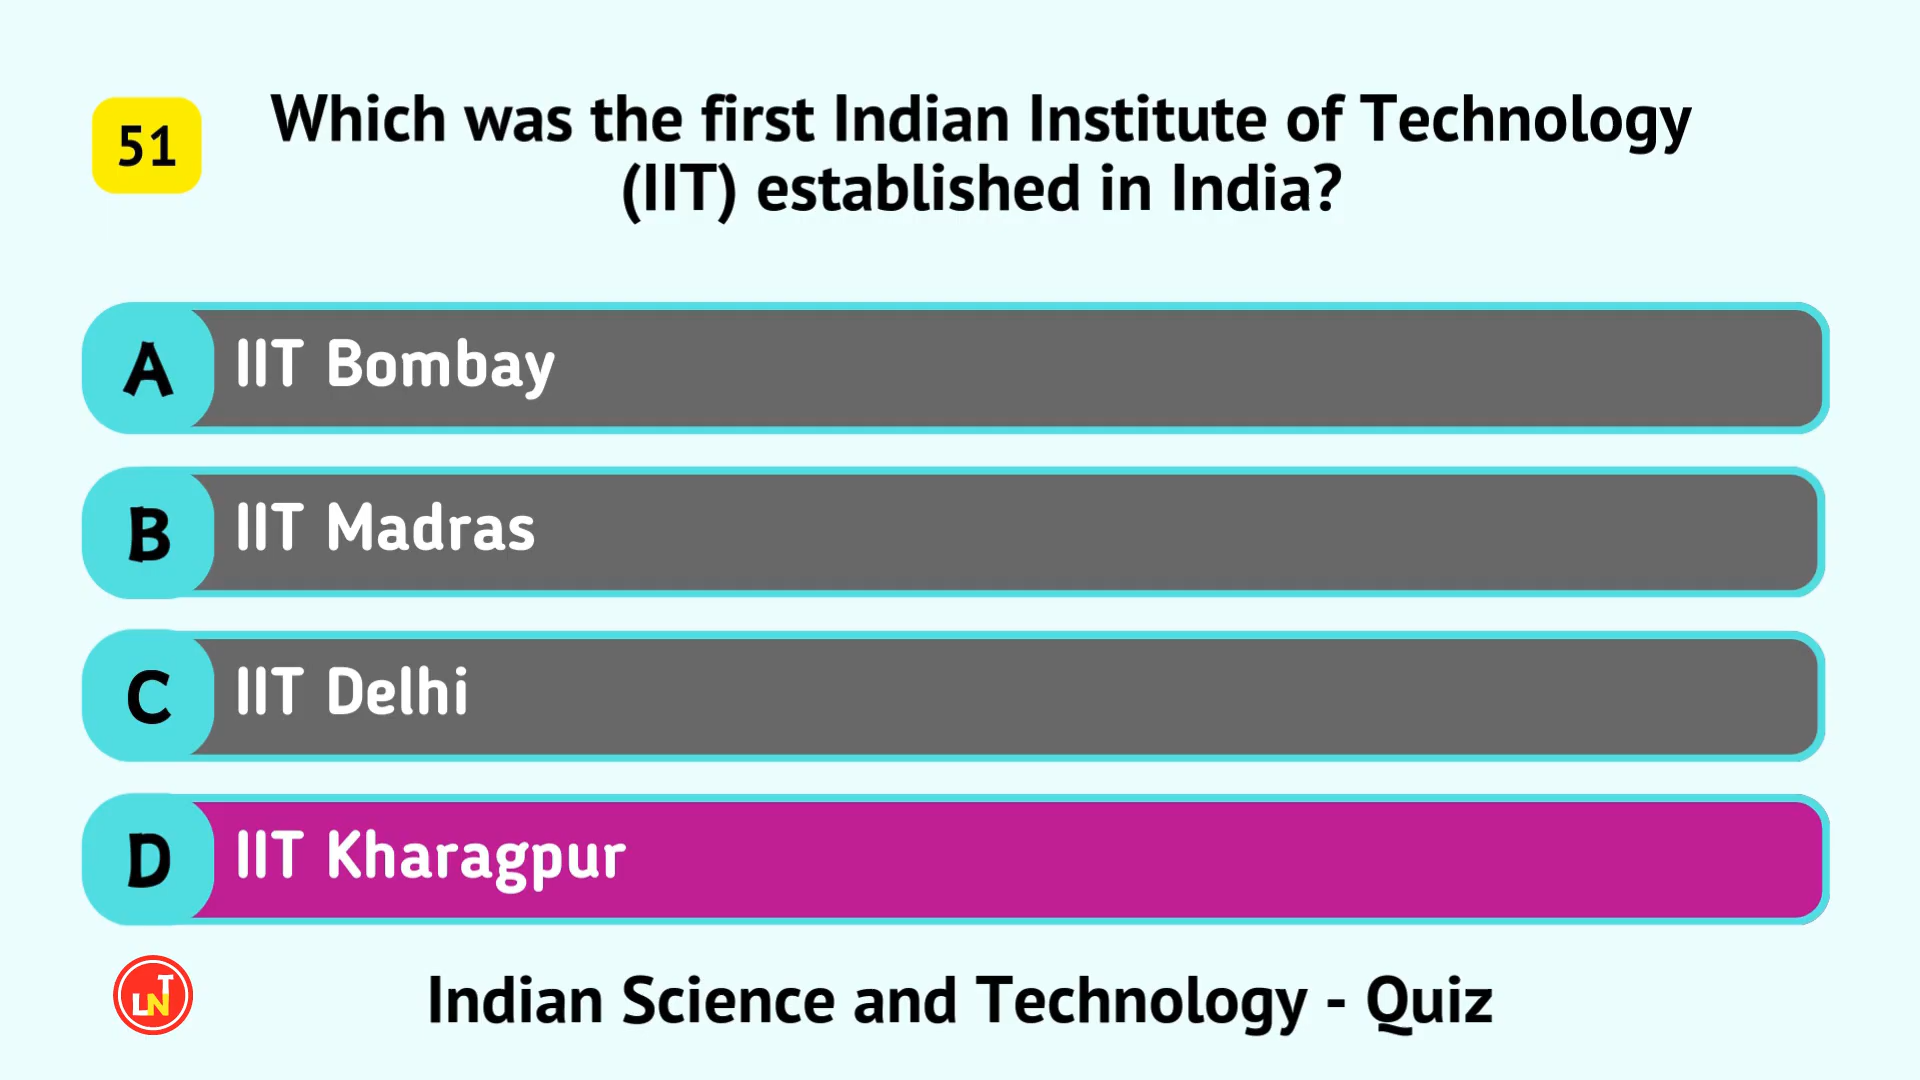 51
Which was the first Indian Institute of Technology
(IIT) established in India?
A IIT Bombay
B IIT Madras
C IIT Delhi
D IIT Kharagpur
LNT
Indian Science and Technology - Quiz